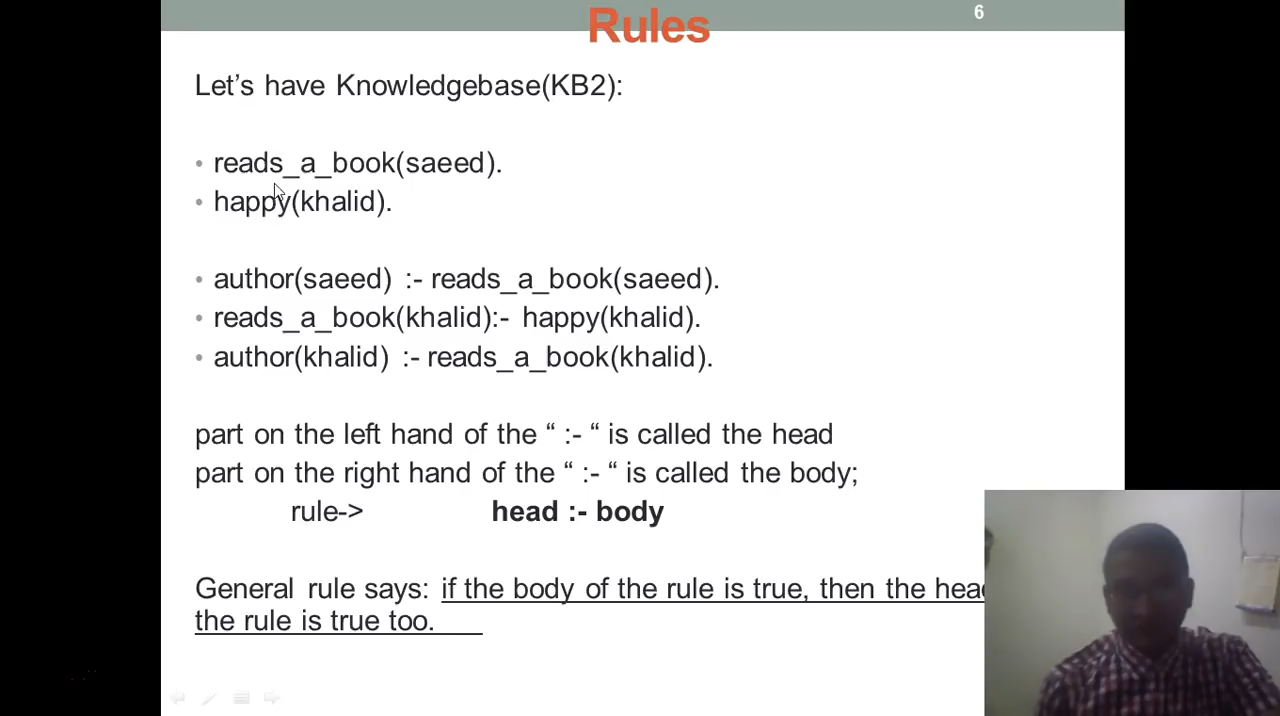 6
Rules
Let’s have Knowledgebase(KB2):
• reads_a_book(saeed).
• happy(khalid).
• author(saeed) :- reads_a_book(saeed).
• reads_a_book(khalid):- happy(khalid).
• author(khalid) :- reads_a_book(khalid).
part on the left hand of the “ :- “ is called the head
part on the right hand of the “ :- “ is called the body;
rule-> head :- body
General rule says: if the body of the rule is true, then the head
the rule is true too.